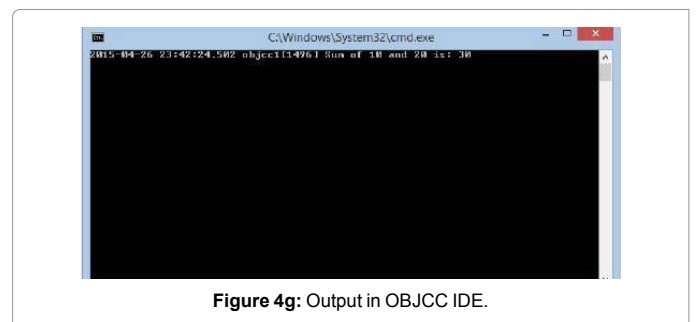 C:\Windows\System32\cmd.exe
2015-04-26 23:42:24.502 objcc1[1496] Sum of 10 and 20 is: 30
Figure 4g: Output in OBJCC IDE.